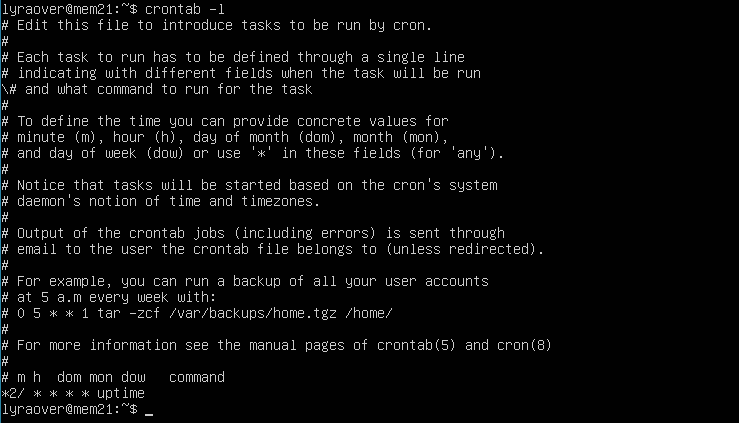 lyraover@mem21:~$ crontab -l
# Edit this file to introduce tasks to be run by cron.
#
# Each task to run has to be defined through a single line
# indicating with different fields when the task will be run
\# and what command to run for the task
#
# To define the time you can provide concrete values for
# minute (m), hour (h), day of month (dom), month (mon),
# and day of week (dow) or use '*' in these fields (for 'any').
#
# Notice that tasks will be started based on the cron's system
# daemon's notion of time and timezones.
#
# Output of the crontab jobs (including errors) is sent through
# email to the user the crontab file belongs to (unless redirected).
#
# For example, you can run a backup of all your user accounts
# at 5 a.m every week with:
# 0 5 * * 1 tar -zcf /var/backups/home.tgz /home/
#
# For more information see the manual pages of crontab(5) and cron(8)
#
# m h  dom mon dow   command
*2/ * * * * uptime
lyraover@mem21:~$ _